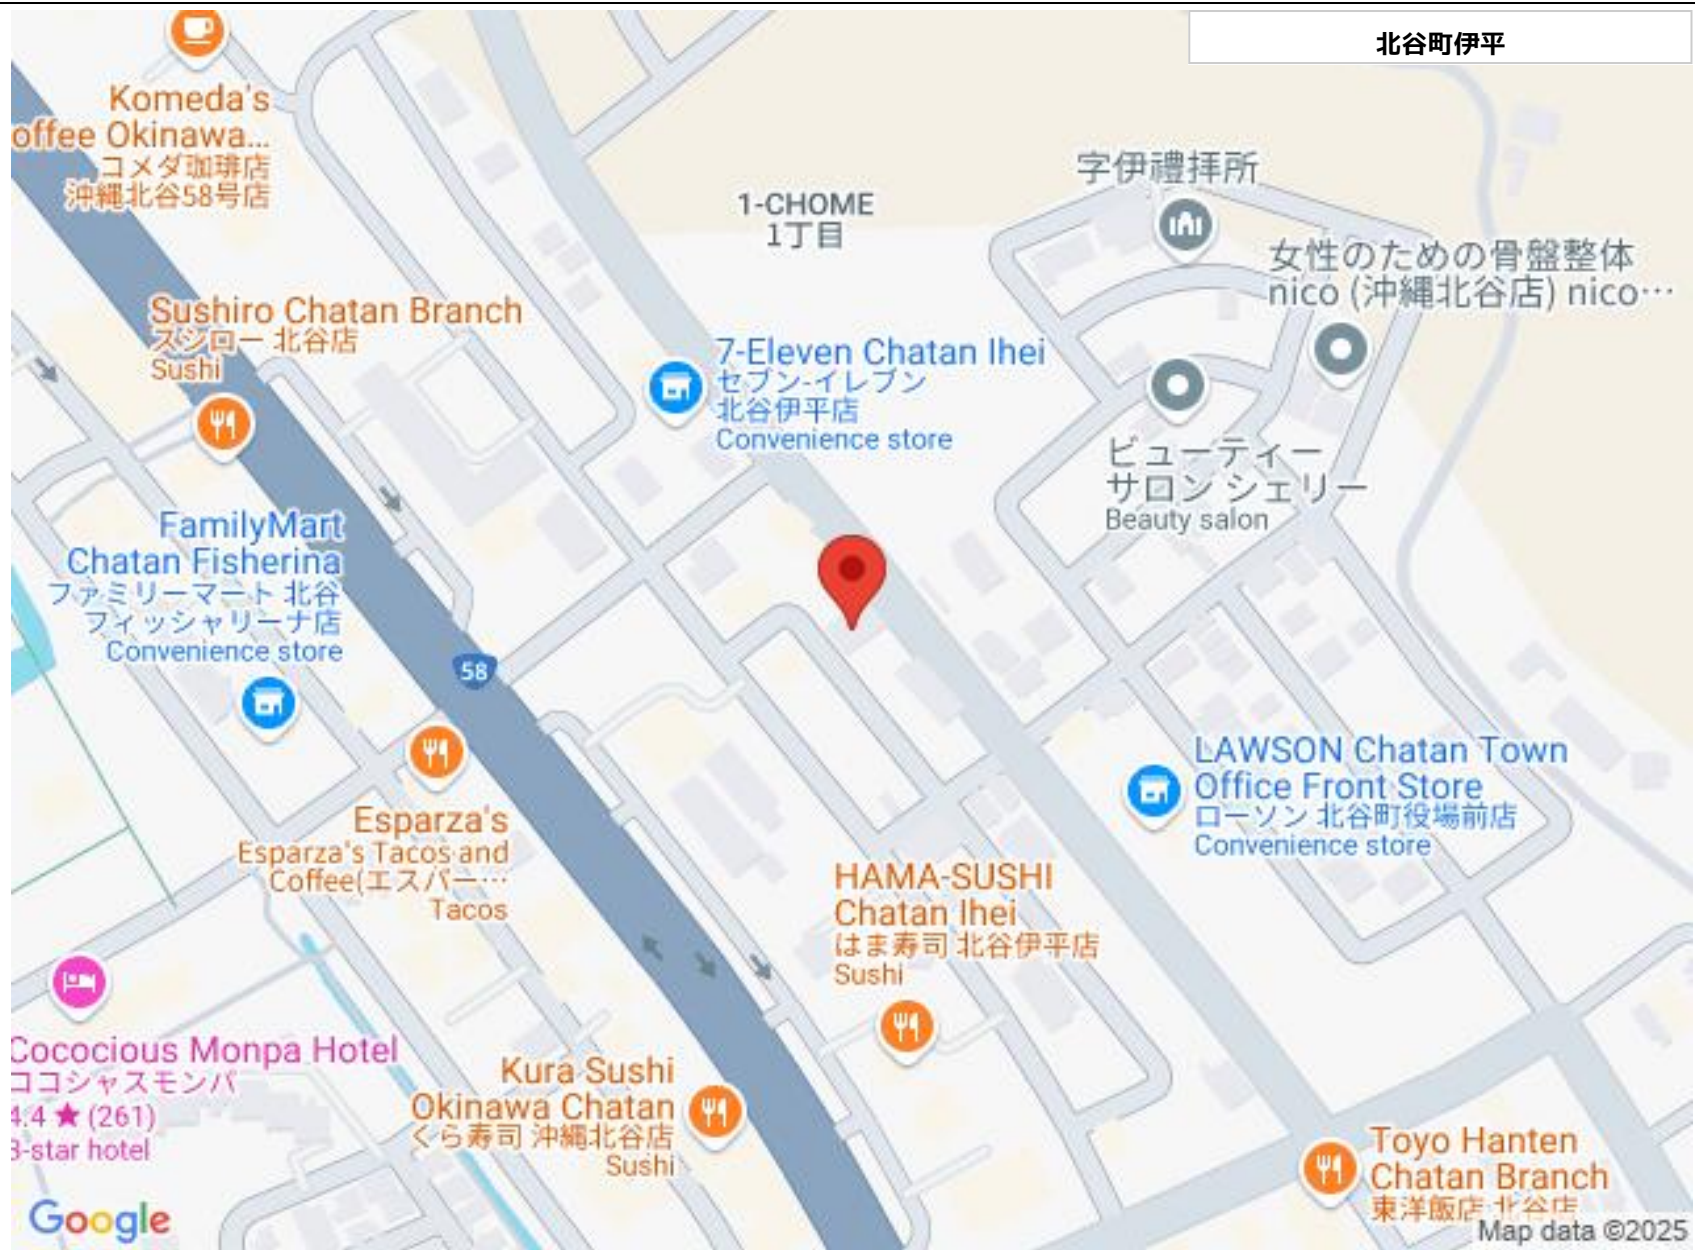 北谷町伊平
Komeda's
offee Okinawa...
コメダ珈琲店
沖縄北谷58号店
字伊禮拝所
1-CHOME
1丁目
女性のための骨盤整体
nico (沖縄北谷店) nico…
Sushiro Chatan Branch
スシロー 北谷店
Sushi
7-Eleven Chatan Ihei
セブン-イレブン
北谷伊平店
Convenience store
ビューティー
サロン シェリー
Beauty salon
FamilyMart
Chatan Fisherina
ファミリーマート 北谷
フィッシャリーナ店
Convenience store
58
LAWSON Chatan Town
Office Front Store
ローソン 北谷町役場前店
Convenience store
Esparza's
Esparza's Tacos and
Coffee(エスパー…
Tacos
HAMA-SUSHI
Chatan Ihei
はま寿司 北谷伊平店
Sushi
Cococious Monpa Hotel
ココシャスモンパ
4.4 ★ (261)
3-star hotel
Kura Sushi
Okinawa Chatan
くら寿司 沖縄北谷店
Sushi
Toyo Hanten
Chatan Branch
東洋飯店 北谷店
Google
Map data ©2025